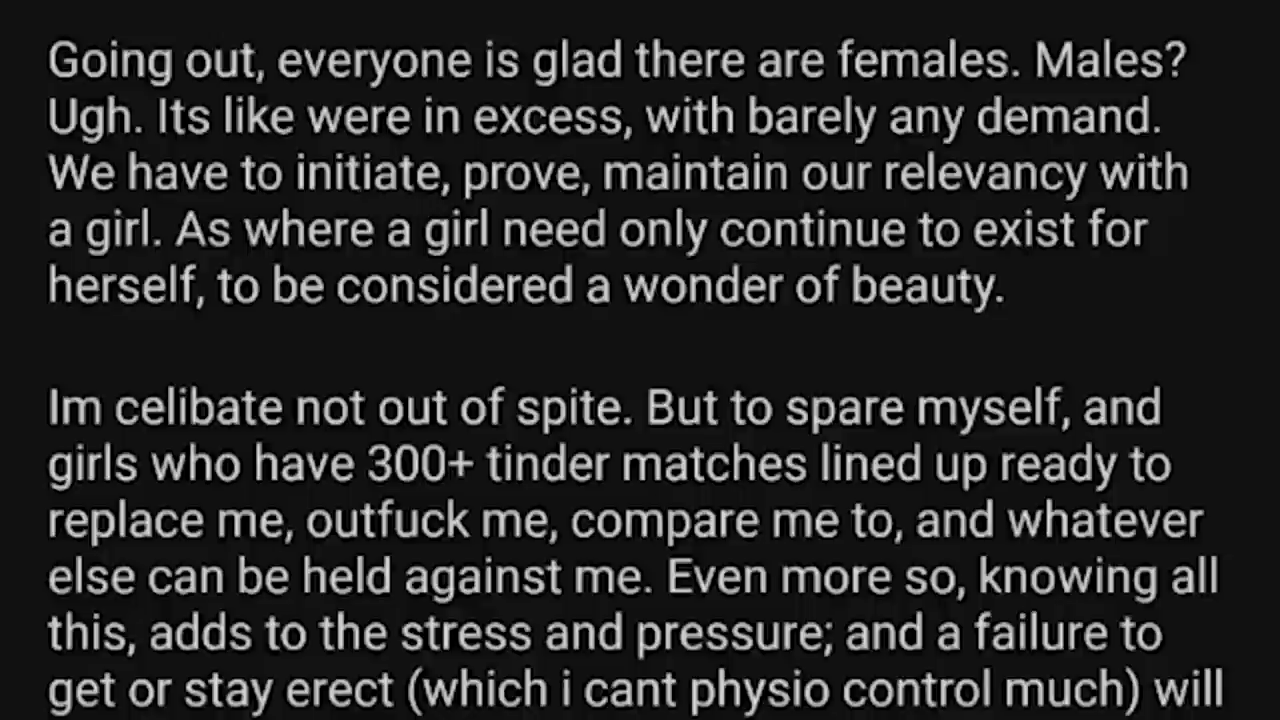 Going out, everyone is glad there are females. Males?
Ugh. Its like were in excess, with barely any demand.
We have to initiate, prove, maintain our relevancy with
a girl. As where a girl need only continue to exist for
herself, to be considered a wonder of beauty.
Im celibate not out of spite. But to spare myself, and
girls who have 300+ tinder matches lined up ready to
replace me, outfuck me, compare me to, and whatever
else can be held against me. Even more so, knowing all
this, adds to the stress and pressure; and a failure to
get or stay erect (which i cant physio control much) will